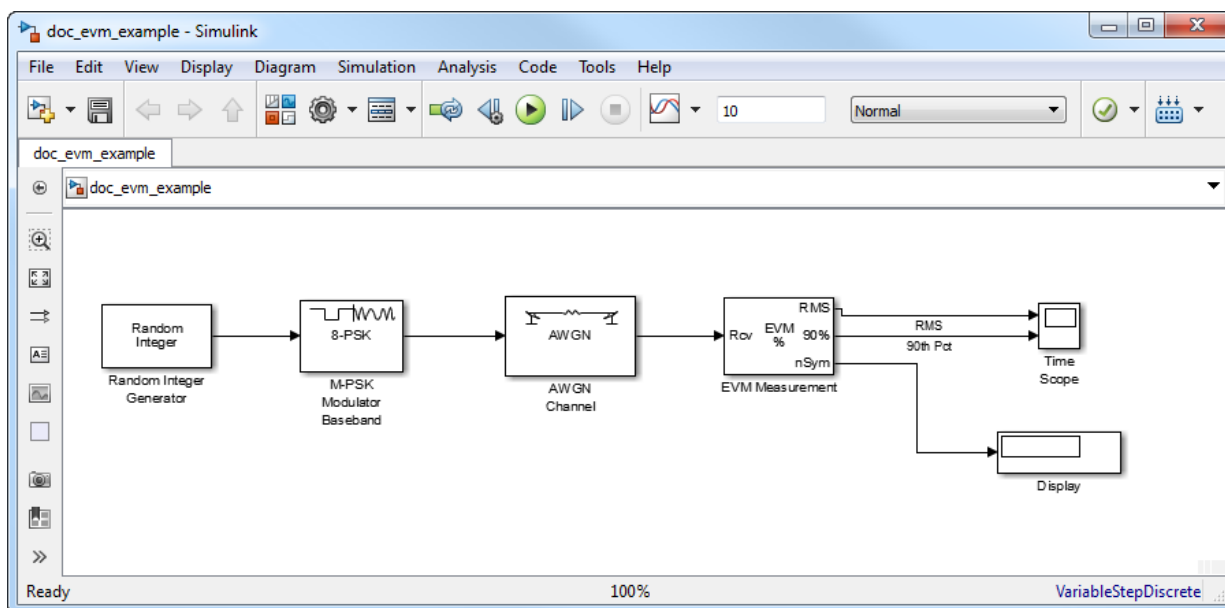 doc_evm_example - Simulink
File Edit View Display Diagram Simulation Analysis Code Tools Help
10 Normal
doc_evm_example
doc_evm_example
Random
Integer
Random Integer
Generator
8-PSK
M-PSK
Modulator
Baseband
AWGN
AWGN
Channel
RMS
Rcv EVM 90%
%
nSym
EVM Measurement
RMS
90th Pct
Time
Scope
Display
Ready 100% VariableStepDiscrete